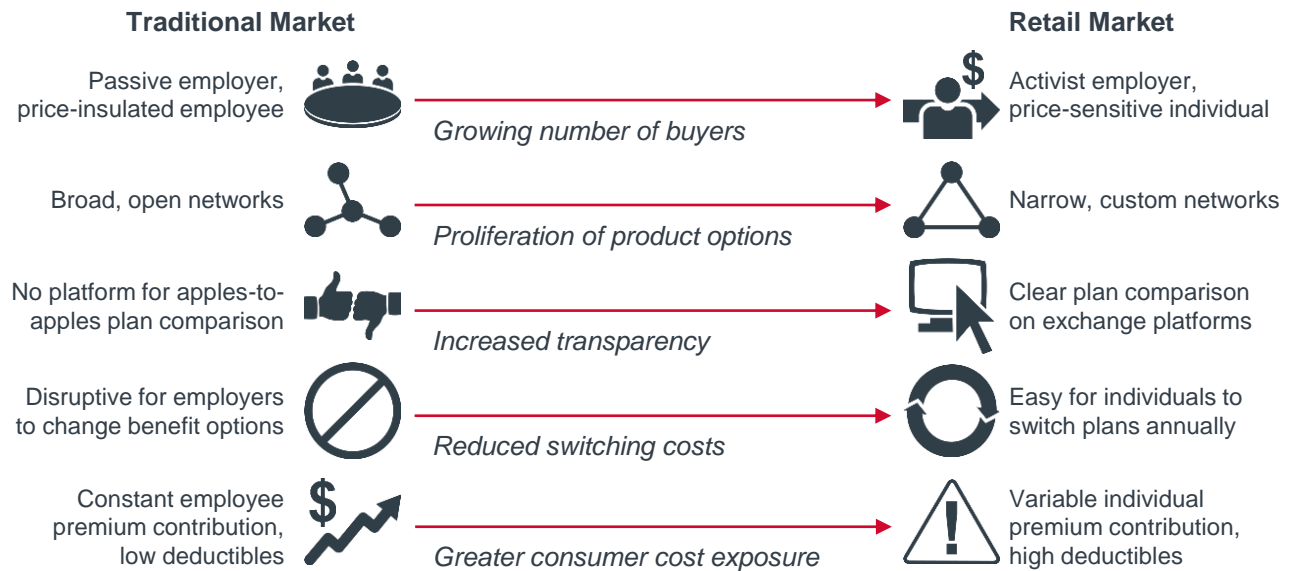 Traditional Market
Retail Market
Passive employer,
price-insulated employee
Growing number of buyers
$
Activist employer,
price-sensitive individual
Broad, open networks
Proliferation of product options
Narrow, custom networks
No platform for apples-to-
apples plan comparison
Increased transparency
Clear plan comparison
on exchange platforms
Disruptive for employers
to change benefit options
Reduced switching costs
Easy for individuals to
switch plans annually
Constant employee
premium contribution,
low deductibles
$
Greater consumer cost exposure
!
Variable individual
premium contribution,
high deductibles